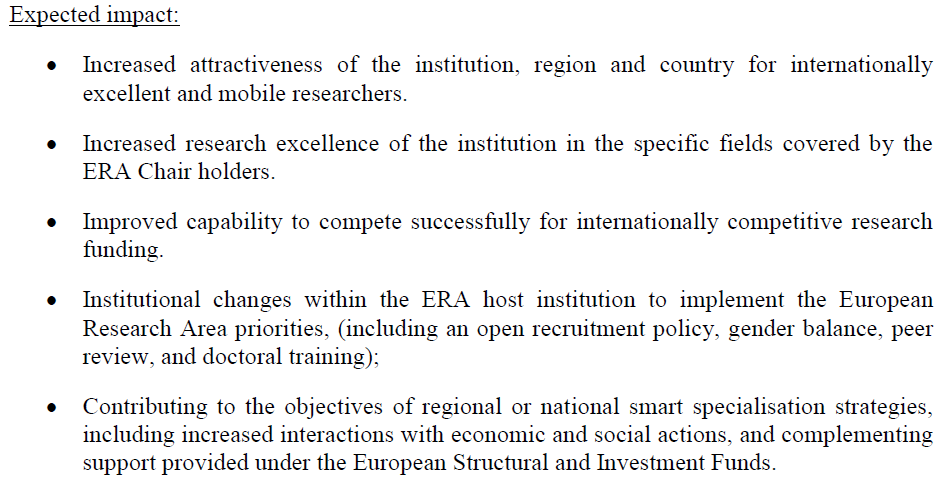 Expected impact:
• Increased attractiveness of the institution, region and country for internationally
excellent and mobile researchers.
• Increased research excellence of the institution in the specific fields covered by the
ERA Chair holders.
• Improved capability to compete successfully for internationally competitive research
funding.
• Institutional changes within the ERA host institution to implement the European
Research Area priorities, (including an open recruitment policy, gender balance, peer
review, and doctoral training);
• Contributing to the objectives of regional or national smart specialisation strategies,
including increased interactions with economic and social actions, and complementing
support provided under the European Structural and Investment Funds.